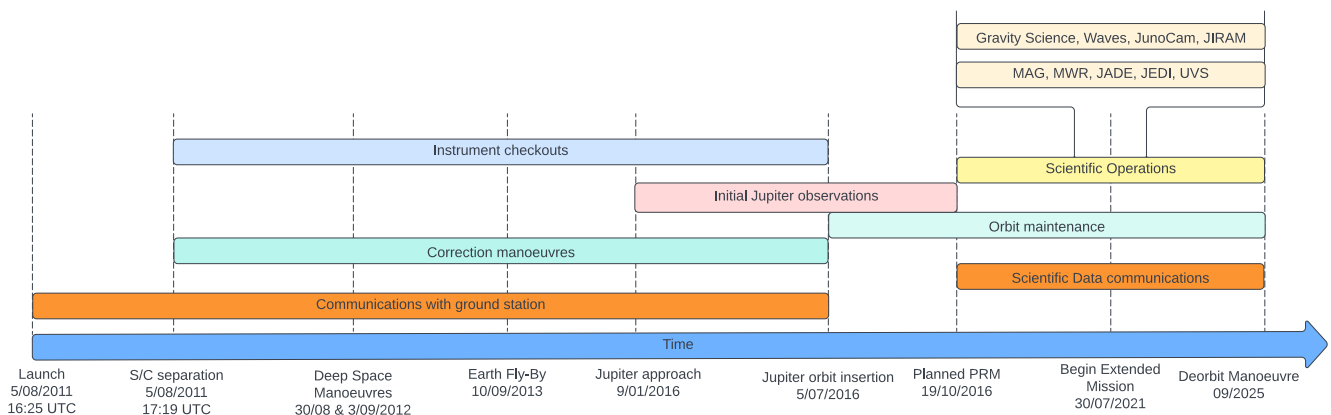 Gravity Science, Waves, JunoCam, JIRAM
MAG, MWR, JADE, JEDI, UVS
Instrument checkouts
Scientific Operations
Initial Jupiter observations
Orbit maintenance
Correction manoeuvres
Scientific Data communications
Communications with ground station
Time
Launch
5/08/2011
16:25 UTC
S/C separation
5/08/2011
17:19 UTC
Deep Space
Manoeuvres
30/08 & 3/09/2012
Earth Fly-By
10/09/2013
Jupiter approach
9/01/2016
Jupiter orbit insertion
5/07/2016
Planned PRM
19/10/2016
Begin Extended
Mission
30/07/2021
Deorbit Manoeuvre
09/2025